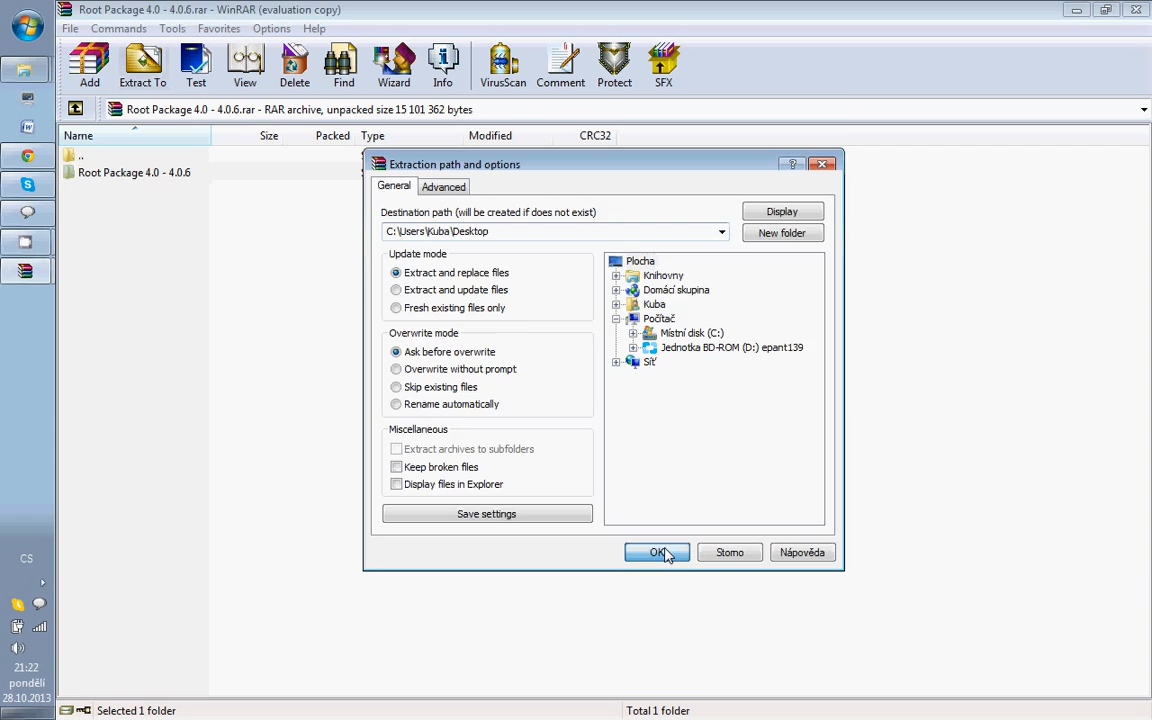 Root Package 4.0 - 4.0.6.rar - WinRAR (evaluation copy)
File Commands Tools Favorites Options Help
Add Extract To Test View Delete Find Wizard Info VirusScan Comment Protect SFX
Root Package 4.0 - 4.0.6.rar - RAR archive, unpacked size 15 101 362 bytes
Name Size Packed Type Modified CRC32
..
Root Package 4.0 - 4.0.6
Extraction path and options
General Advanced
Destination path (will be created if does not exist)
C:\Users\Kuba\Desktop
Display
New folder
Update mode
Extract and replace files
Extract and update files
Fresh existing files only
Overwrite mode
Ask before overwrite
Overwrite without prompt
Skip existing files
Rename automatically
Miscellaneous
Extract archives to subfolders
Keep broken files
Display files in Explorer
Save settings
Plocha
Knihovny
Domácí skupina
Kuba
Počítač
Místní disk (C:)
Jednotka BD-ROM (D:) epant139
Síť
OK Storno Nápověda
CS
21:22
pondělí
28.10.2013
Selected 1 folder
Total 1 folder